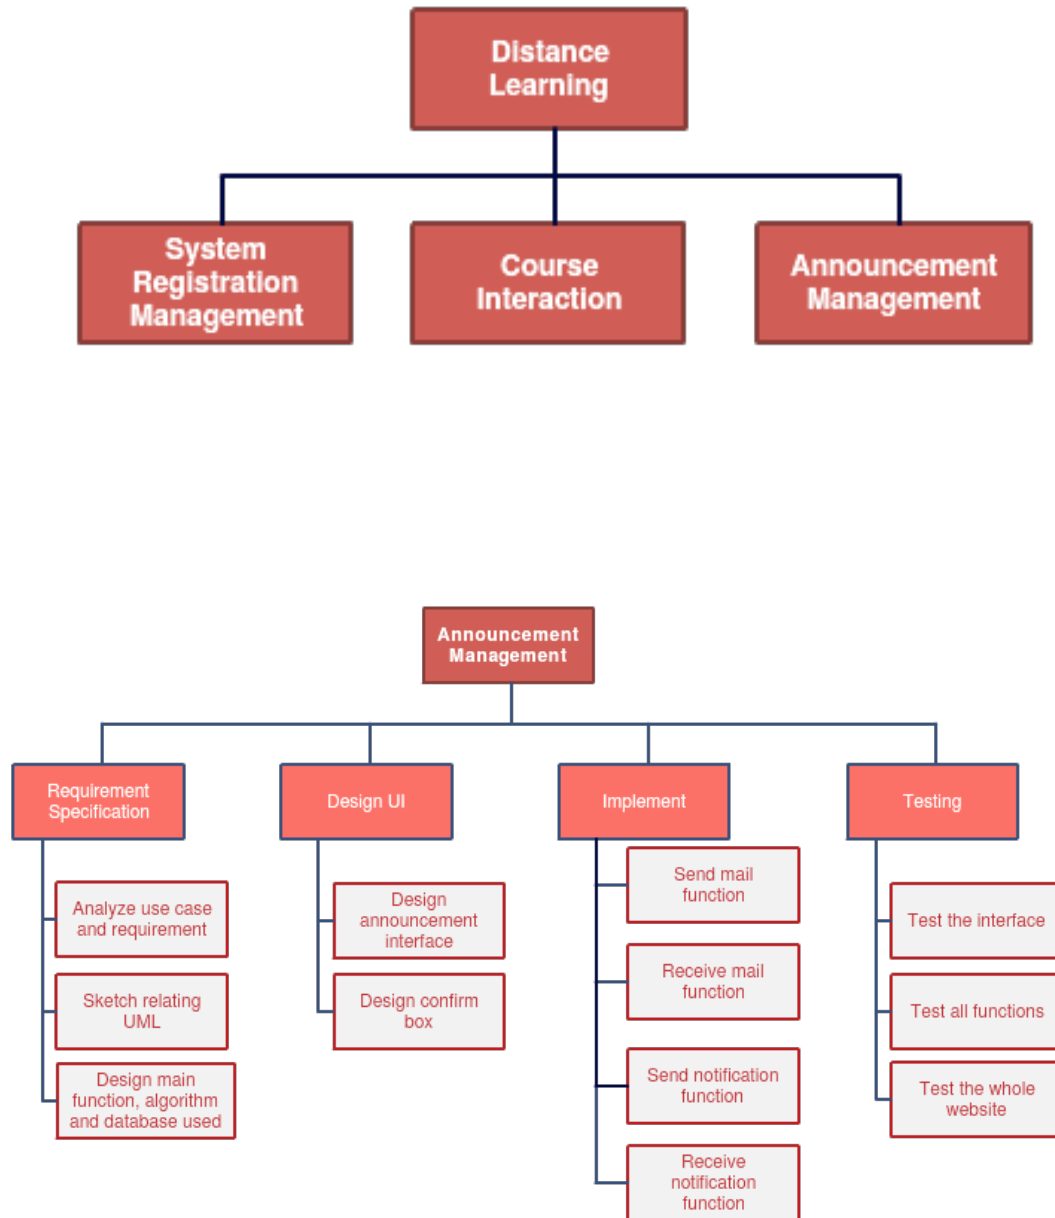 Distance
Learning
System
Registration
Management
Course
Interaction
Announcement
Management
Announcement
Management
Requirement
Specification
Design UI
Implement
Testing
Analyze use case
and requirement
Sketch relating
UML
Design main
function, algorithm
and database used
Design
announcement
interface
Design confirm
box
Send mail
function
Receive mail
function
Send notification
function
Receive
notification
function
Test the interface
Test all functions
Test the whole
website